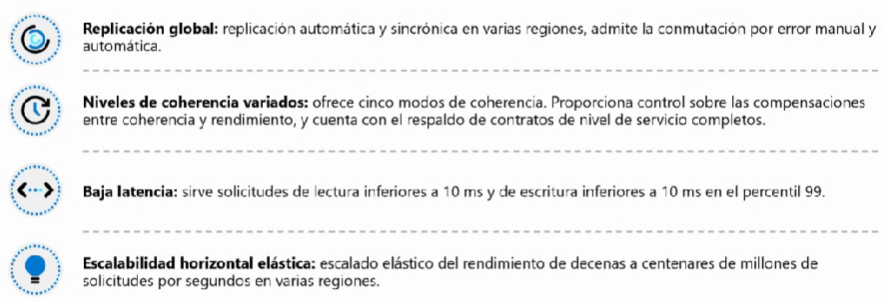 Replicación global: replicación automática y sincrónica en varias regiones, admite la conmutación por error manual y
automática.
Niveles de coherencia variados: ofrece cinco modos de coherencia. Proporciona control sobre las compensaciones
entre coherencia y rendimiento, y cuenta con el respaldo de contratos de nivel de servicio completos.
Baja latencia: sirve solicitudes de lectura inferiores a 10 ms y de escritura inferiores a 10 ms en el percentil 99.
Escalabilidad horizontal elástica: escalado elástico del rendimiento de decenas a centenares de millones de
solicitudes por segundos en varias regiones.